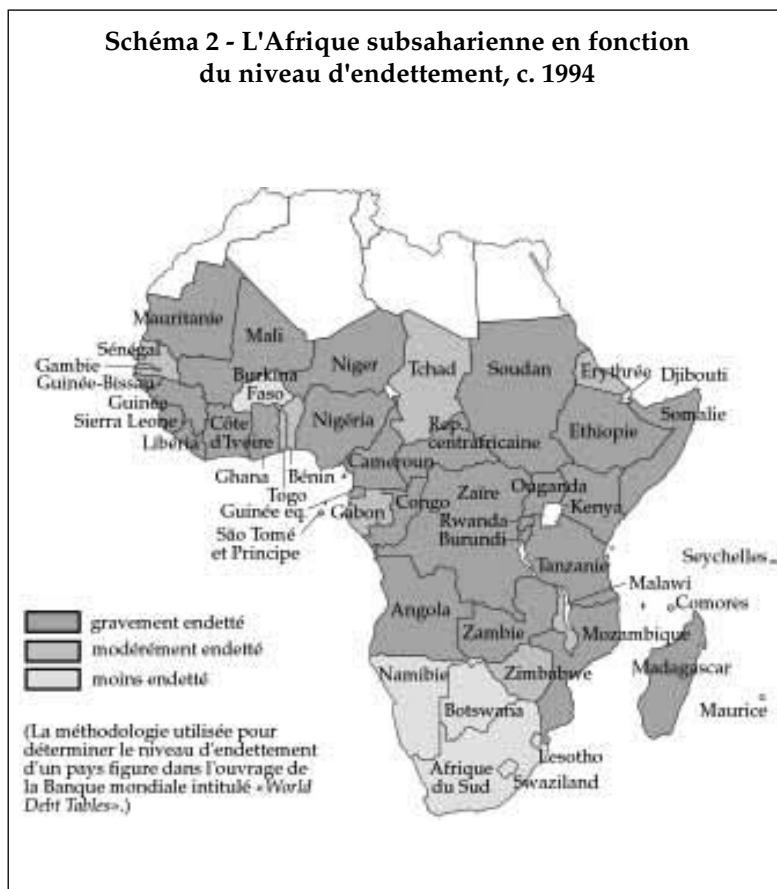 Schéma 2 - L'Afrique subsaharienne en fonction
du niveau d'endettement, c. 1994
Mauritanie
Mali
Niger
Tchad
Soudan
Erythrée
Djibouti
Sénégal
Gambie
Guinée-Bissau
Guinée
Sierra Leone
Libéria
Côte
d'Ivoire
Burkina
Faso
Nigéria
Rep.
centrafricaine
Ethiopie
Somalie
Ghana
Togo
Bénin
Cameroun
Guinée eq.
Gabon
Congo
Zaïre
Ouganda
Kenya
Rwanda
Burundi
São Tomé
et Principe
Tanzanie
Seychelles
Malawi
Comores
Angola
Zambie
Mozambique
Madagascar
Maurice
Namibie
Zimbabwe
Botswana
Lesotho
Swaziland
Afrique
du Sud
gravement endetté
modérément endetté
moins endetté
(La méthodologie utilisée pour
déterminer le niveau d'endettement
d'un pays figure dans l'ouvrage de
la Banque mondiale intitulé «World
Debt Tables».)